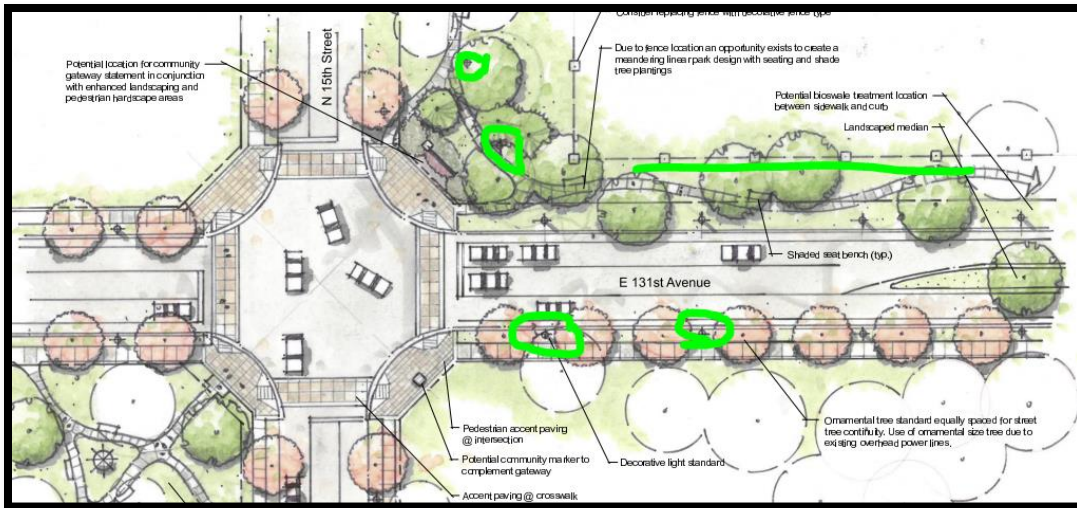 Consider replacing fence with decorative fence type
Due to fence location an opportunity exists to create a
meandering linear park design with seating and shade
tree plantings
N 15th Street
Potential location for community
gateway statement in conjunction
with enhanced landscaping and
pedestrian hardscape areas
Potential bioswale treatment location
between sidewalk and curb
Landscaped median
Shaded seat bench (typ.)
E 131st Avenue
Pedestrian accent paving
@ intersection
Potential community marker to
complement gateway
Accent paving @ crosswalk
Decorative light standard
Ornamental tree standard equally spaced for street
tree contifuity. Use of ornamental size tree due to
existing overhead power lines,